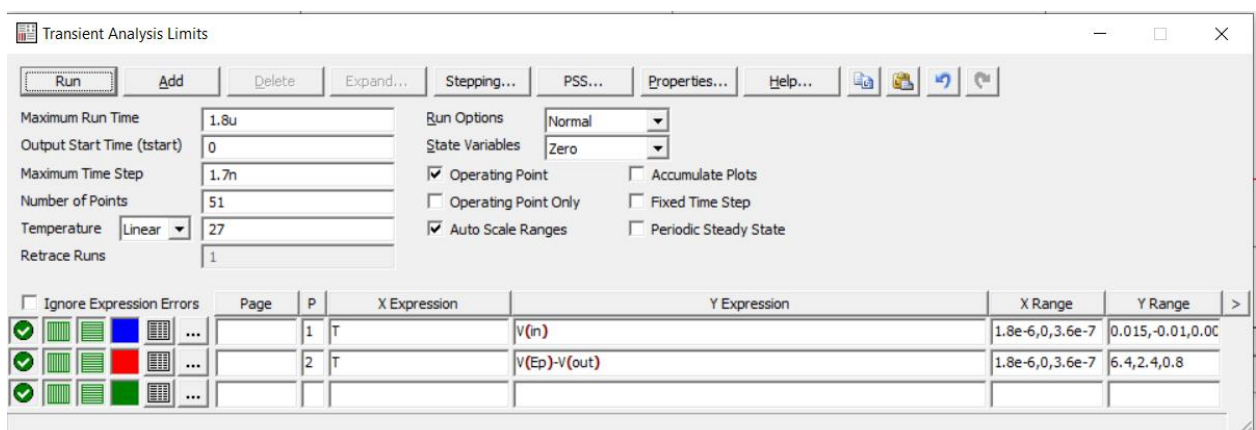 Transient Analysis Limits
Run Add Delete Expand... Stepping... PSS... Properties... Help...
Maximum Run Time 1.8u Run Options Normal
Output Start Time (tstart) 0 State Variables Zero
Maximum Time Step 1.7n Operating Point Accumulate Plots
Number of Points 51 Operating Point Only Fixed Time Step
Temperature Linear 27 Auto Scale Ranges Periodic Steady State
Retrace Runs 1
Ignore Expression Errors Page P X Expression Y Expression X Range Y Range >
... 1 T V(in) 1.8e-6,0,3.6e-7 0.015,-0.01,0.00
... 2 T V(Ep)-V(out) 1.8e-6,0,3.6e-7 6.4,2.4,0.8
...